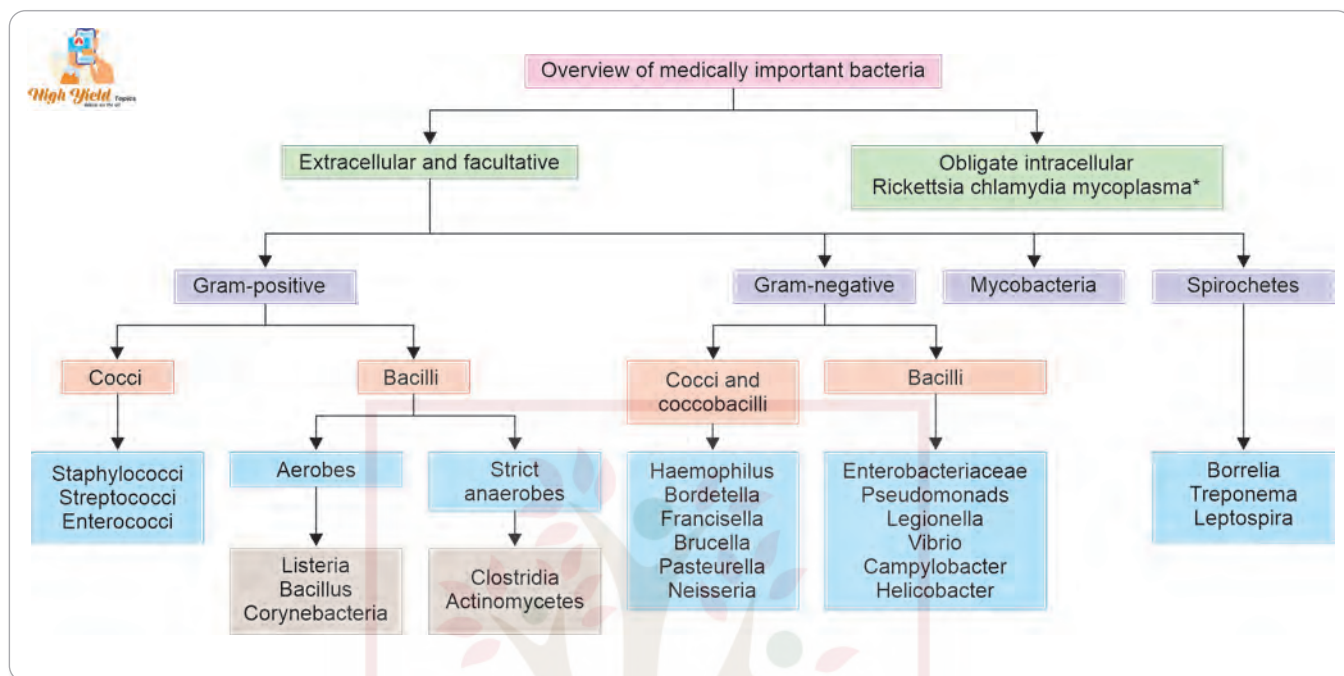 High Yield Topics
Overview of medically important bacteria
Extracellular and facultative
Obligate intracellular
Rickettsia chlamydia mycoplasma*
Gram-positive
Gram-negative
Mycobacteria
Spirochetes
Cocci
Bacilli
Cocci and
coccobacilli
Bacilli
Staphylococci
Streptococci
Enterococci
Aerobes
Strict
anaerobes
Haemophilus
Bordetella
Francisella
Brucella
Pasteurella
Neisseria
Enterobacteriaceae
Pseudomonads
Legionella
Vibrio
Campylobacter
Helicobacter
Borrelia
Treponema
Leptospira
Listeria
Bacillus
Corynebacteria
Clostridia
Actinomycetes